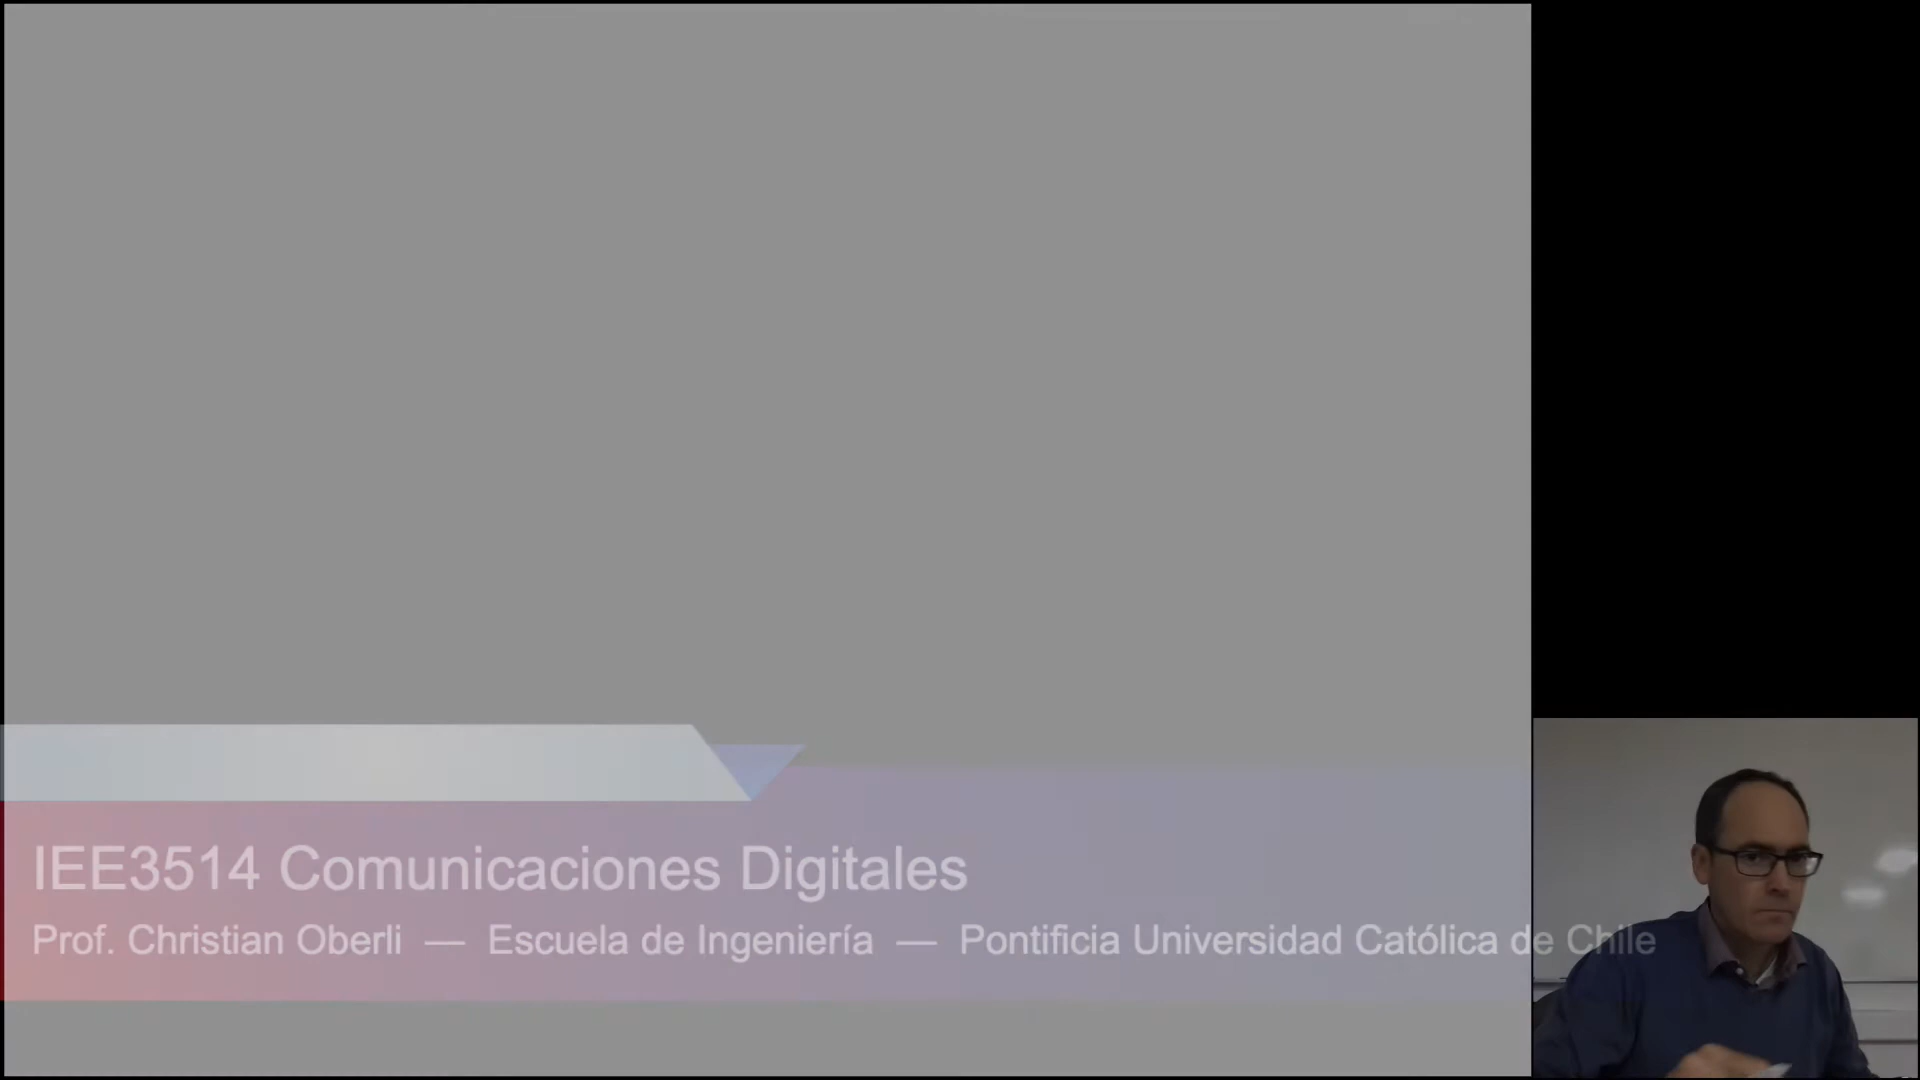 IEE3514 Comunicaciones Digitales
Prof. Christian Oberli — Escuela de Ingeniería — Pontificia Universidad Católica de Chile